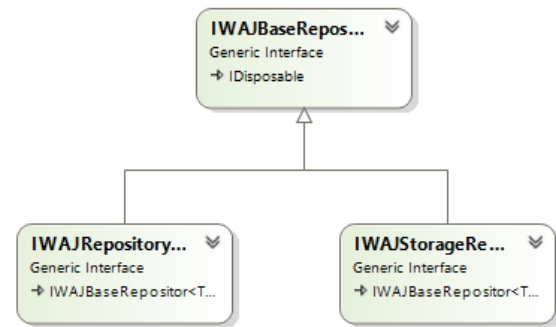 IWAJBaseRepos...
Generic Interface
IDisposable
IWAJRepository...
Generic Interface
IWAJBaseRepositor<T...
IWAJStorageRe...
Generic Interface
IWAJBaseRepositor<T...